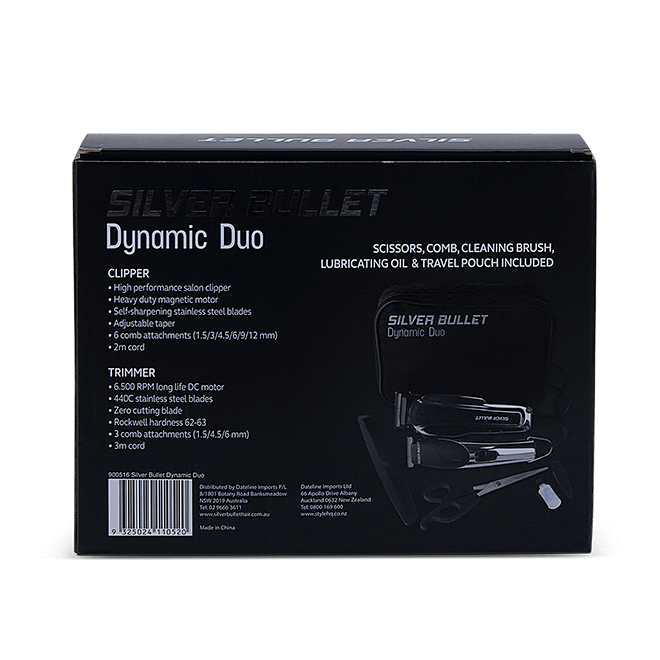 SILVER BULLET
SILVER BULLET
Dynamic Duo
SCISSORS, COMB, CLEANING BRUSH,
LUBRICATING OIL & TRAVEL POUCH INCLUDED
CLIPPER
• High performance salon clipper
• Heavy duty magnetic motor
• Self-sharpening stainless steel blades
• Adjustable taper
• 6 comb attachments (1.5/3/4.5/6/9/12 mm)
• 2m cord
TRIMMER
• 6.500 RPM long life DC motor
• 440C stainless steel blades
• Zero cutting blade
• Rockwell hardness 62-63
• 3 comb attachments (1.5/4.5/6 mm)
• 3m cord
SILVER BULLET
Dynamic Duo
SILVER BULLET
SILVER BULLET
900516 Silver Bullet Dynamic Duo
9 325024 110520
Distributed by Dateline Imports P/L
8/1801 Botany Road Banksmeadow
NSW 2019 Australia
Tel: 02 9666 3611
www.silverbullethair.com.au
Made in China
Dateline Imports Ltd
66 Apollo Drive Albany
Auckland 0632 New Zealand
Tel: 0800 169 600
www.stylehq.co.nz